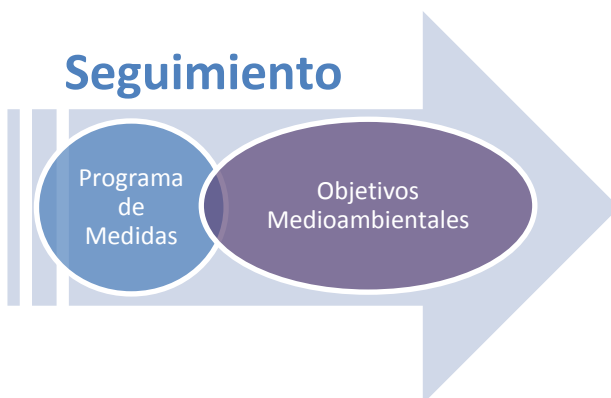 Seguimiento
Programa
de
Medidas
Objetivos
Medioambientales